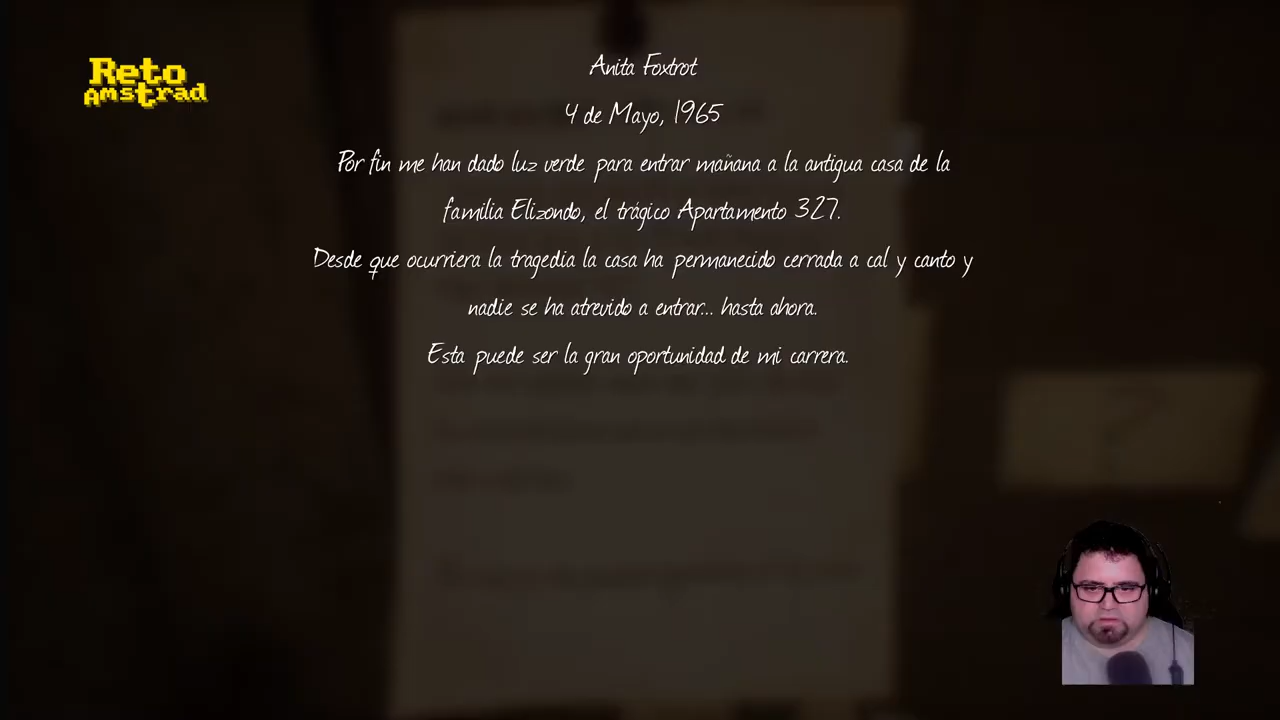 Reto
Amstrad
Anita Foxtrot
4 de Mayo, 1965
Por fin me han dado luz verde para entrar mañana a la antigua casa de la
familia Elizondo, el trágico Apartamento 327.
Desde que ocurriera la tragedia la casa ha permanecido cerrada a cal y canto y
nadie se ha atrevido a entrar... hasta ahora.
Esta puede ser la gran oportunidad de mi carrera.
?